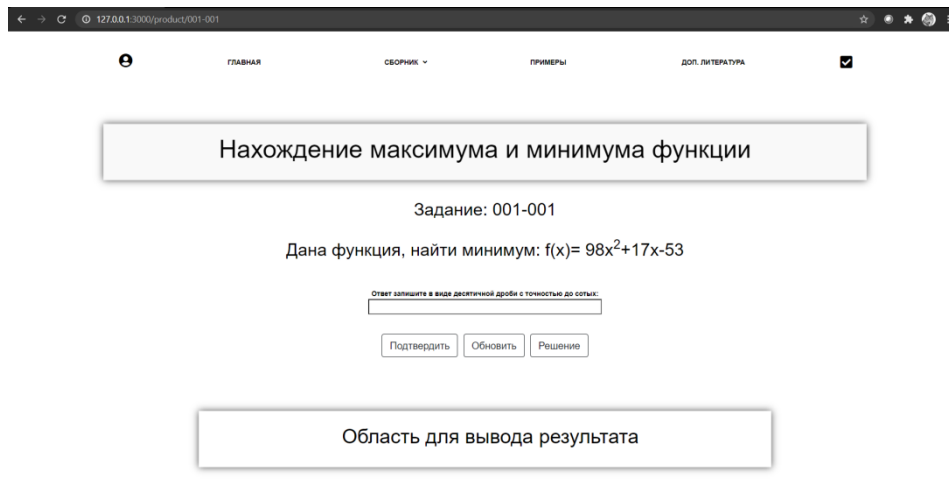 127.0.0.1:3000/product/001-001
ГЛАВНАЯ СБОРНИК ПРИМЕРЫ ДОП. ЛИТЕРАТУРА
Нахождение максимума и минимума функции
Задание: 001-001
Дана функция, найти минимум: f(x)= 98x²+17x-53
Ответ запишите в виде десятичной дроби с точностью до сотых:
Подтвердить Обновить Решение
Область для вывода результата